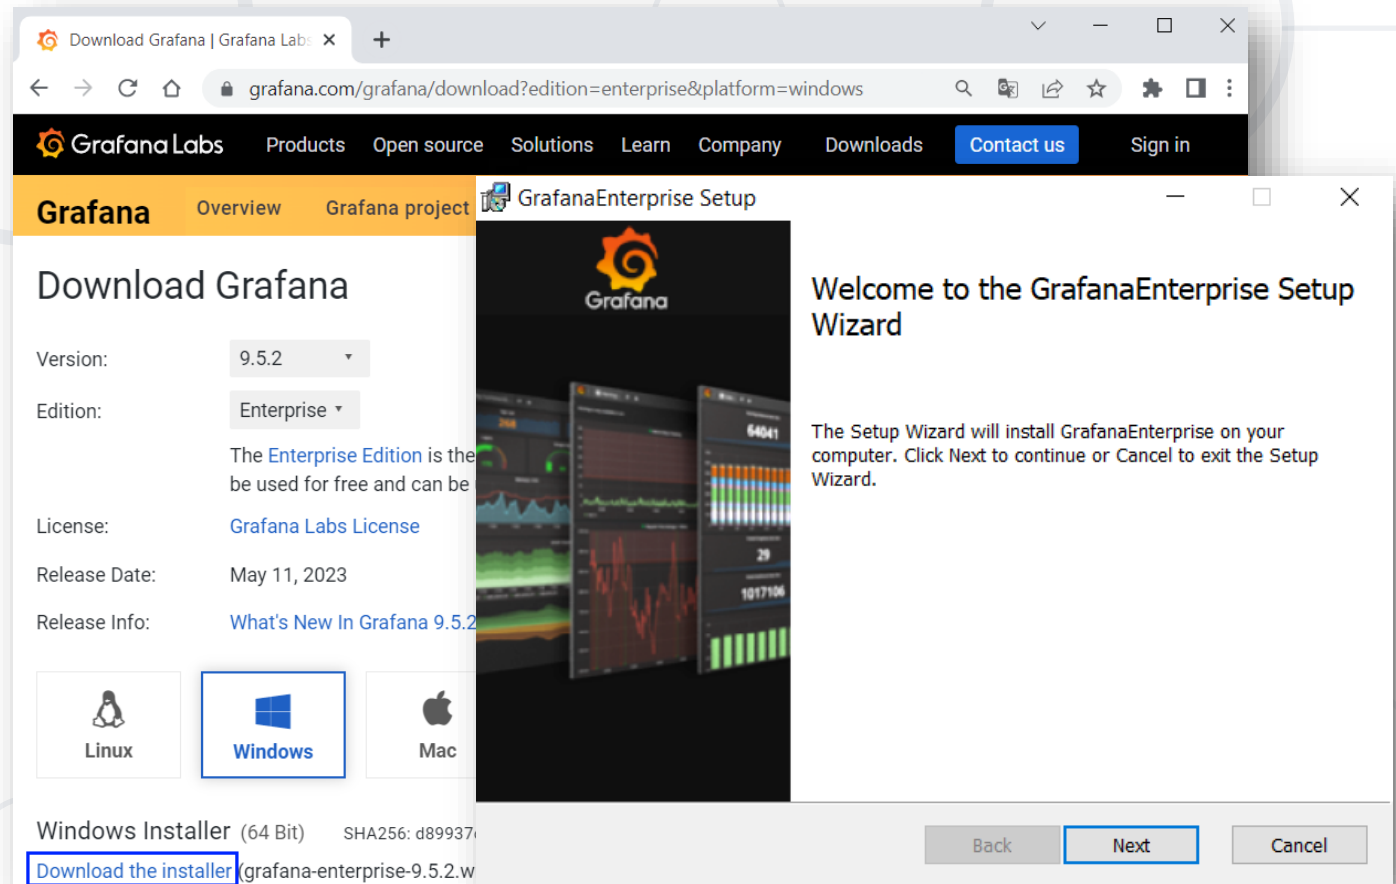 Download Grafana | Grafana Labs
grafana.com/grafana/download?edition=enterprise&platform=windows
Grafana Labs Products Open source Solutions Learn Company Downloads Contact us Sign in
Grafana Overview Grafana project
Download Grafana
Version: 9.5.2
Edition: Enterprise
The Enterprise Edition is the
be used for free and can be
License: Grafana Labs License
Release Date: May 11, 2023
Release Info: What's New In Grafana 9.5.2
Linux Windows Mac
Windows Installer (64 Bit) SHA256: d89937
Download the installer (grafana-enterprise-9.5.2.w
GrafanaEnterprise Setup
Grafana
268
64041
29
1017106
Welcome to the GrafanaEnterprise Setup
Wizard
The Setup Wizard will install GrafanaEnterprise on your
computer. Click Next to continue or Cancel to exit the Setup
Wizard.
Back Next Cancel